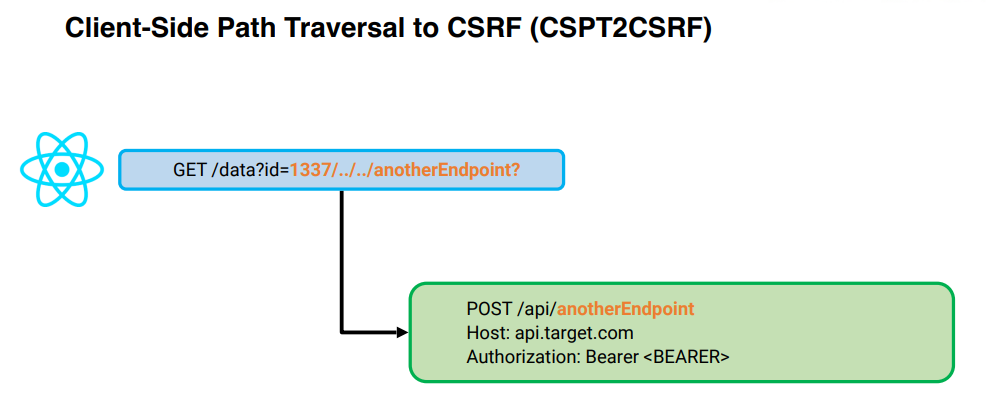 Client-Side Path Traversal to CSRF (CSPT2CSRF)
GET /data?id=1337/../../anotherEndpoint?
POST /api/anotherEndpoint
Host: api.target.com
Authorization: Bearer <BEARER>